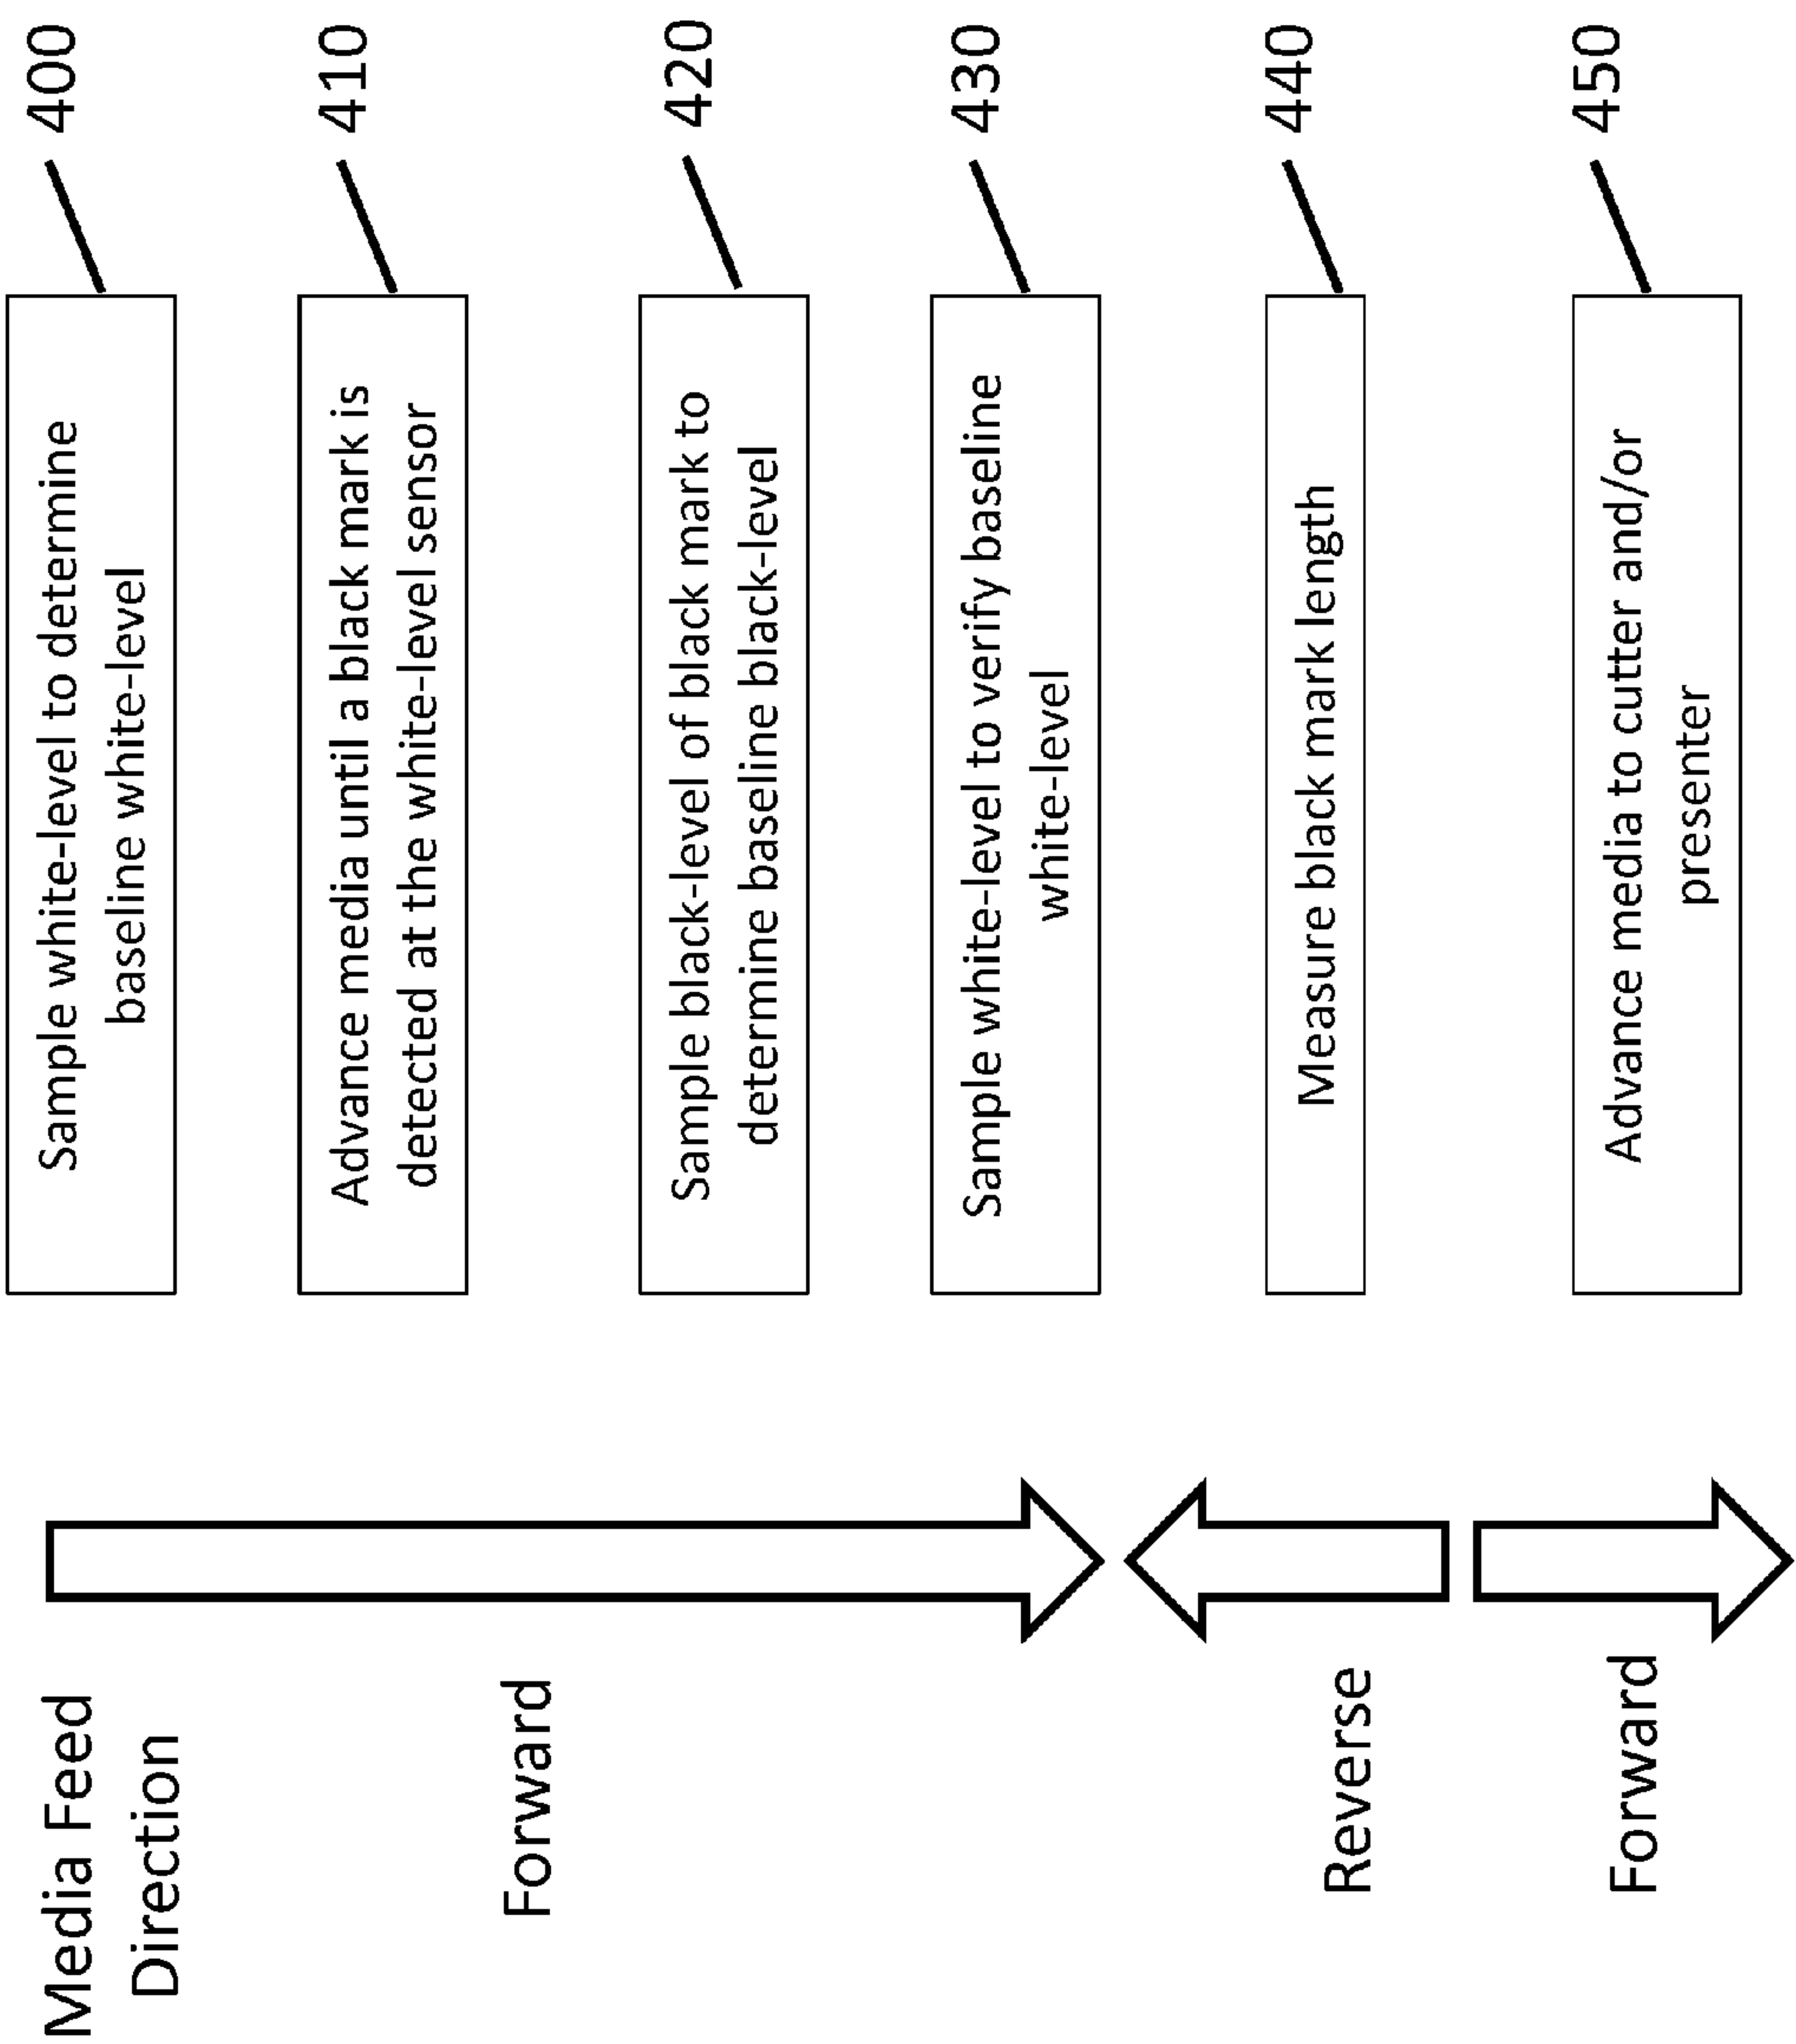 Media Feed
Direction
Sample white-level to determine
baseline white-level
400
Forward
Advance media until a black mark is
detected at the white-level sensor
410
Sample black-level of black mark to
determine baseline black-level
420
Sample white-level to verify baseline
white-level
430
Reverse
Measure black mark length
440
Forward
Advance media to cutter and/or
presenter
450